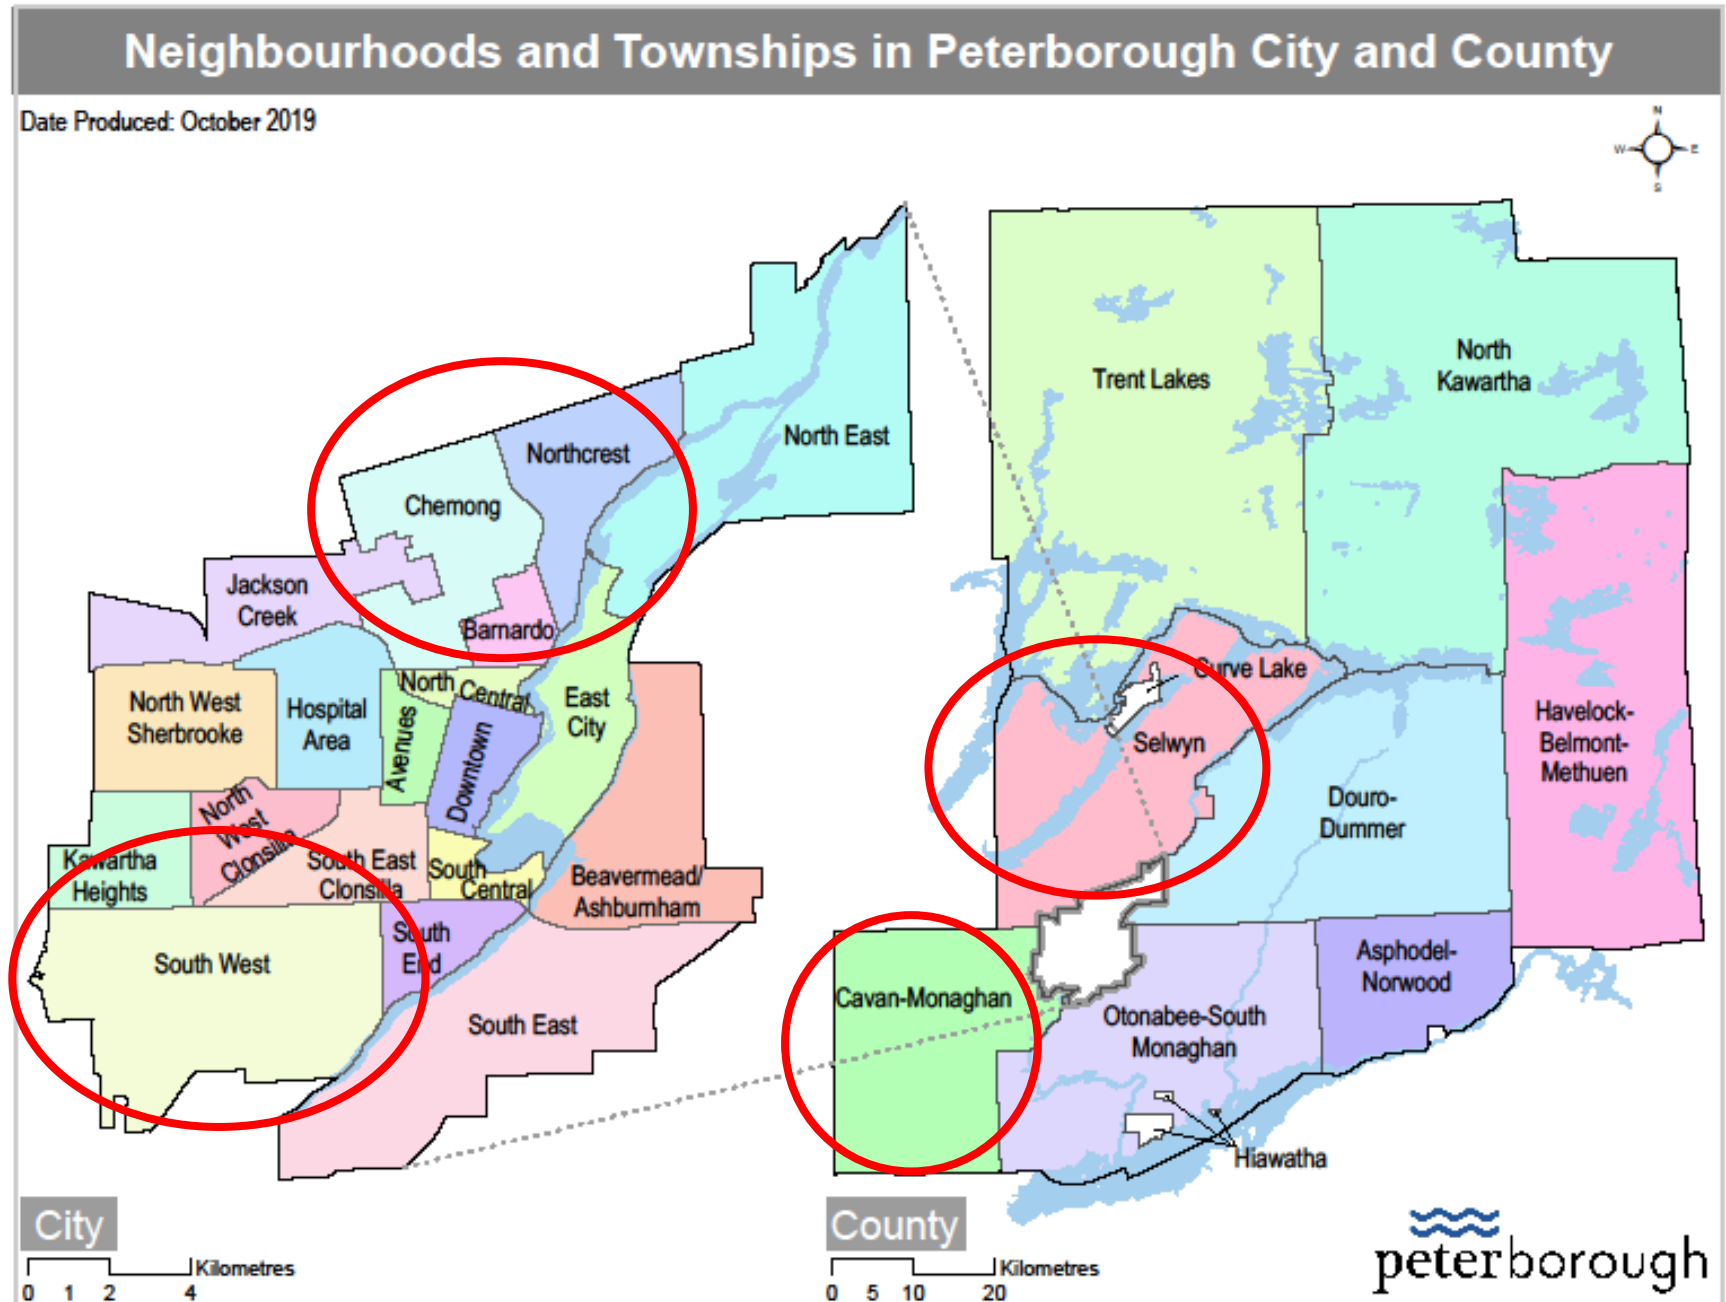 Neighbourhoods and Townships in Peterborough City and County
Date Produced: October 2019
N
W
E
S
North East
Northcrest
Chemong
Jackson
Creek
Barnardo
North Central
East
City
North West
Sherbrooke
Hospital
Area
Avenues
Downtown
North
West
Clonsilla
Kawartha
Heights
South East
Clonsilla
South
Central
Beavermead/
Ashburnham
South West
South
End
South East
Trent Lakes
North
Kawartha
Curve Lake
Selwyn
Havelock-
Belmont-
Methuen
Douro-
Dummer
Asphodel-
Norwood
Cavan-Monaghan
Otonabee-South
Monaghan
Hiawatha
City
Kilometres
0 1 2 4
County
Kilometres
0 5 10 20
peterborough